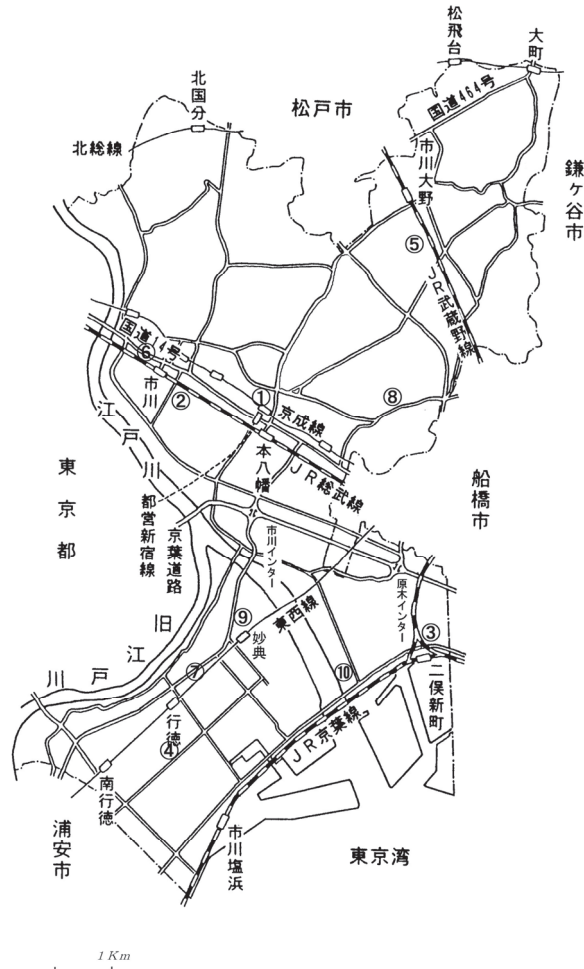 松飛台
大町
北国分
松戸市
国道464号
北総線
市川大野
鎌ヶ谷市
⑤
JR武蔵野線
国道14号
⑥
市川
②
①
京成線
⑧
江戸川
本八幡
JR総武線
東京都
都営新宿線
京葉道路
市川インター
船橋市
原木インター
旧江戸川
⑨
妙典
東西線
③
⑦
⑩
二俣新町
行徳
④
JR京葉線
南行徳
浦安市
市川塩浜
東京湾
1 Km